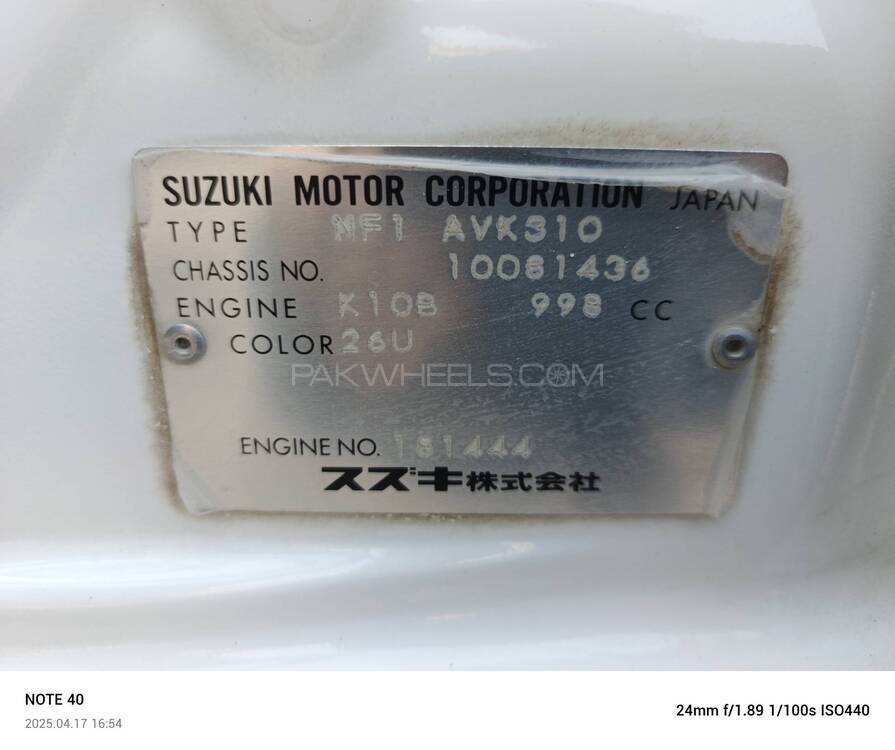 SUZUKI MOTOR CORPORATION JAPAN
TYPE NF1 AVK310
CHASSIS NO. 10081436
ENGINE K10B 998 CC
COLOR 26U
PAKWHEELS.COM
ENGINE NO. 181444
スズキ株式会社
NOTE 40
2025.04.17 16:54
24mm f/1.89 1/100s ISO440